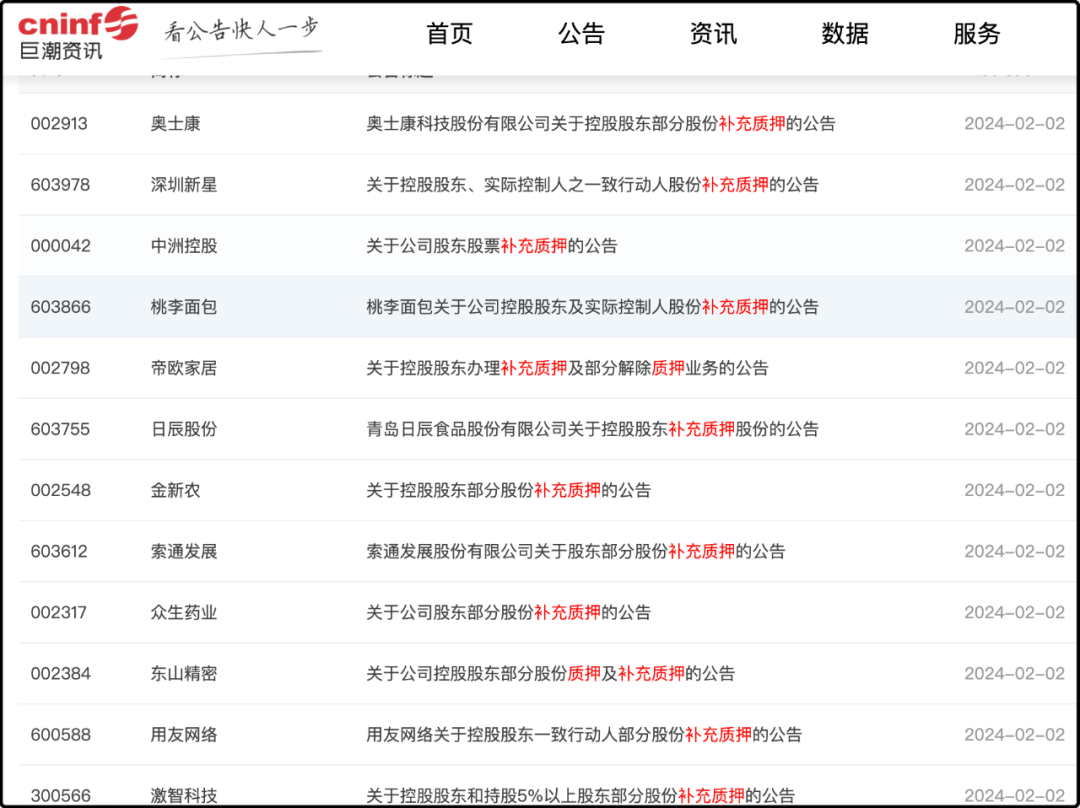 cninf
巨潮资讯
看公告快人一步
首页 公告 资讯 数据 服务
002913 奥士康 奥士康科技股份有限公司关于控股股东部分股份补充质押的公告 2024-02-02
603978 深圳新星 关于控股股东、实际控制人之一致行动人股份补充质押的公告 2024-02-02
000042 中洲控股 关于公司股东股票补充质押的公告 2024-02-02
603866 桃李面包 桃李面包关于公司控股股东及实际控制人股份补充质押的公告 2024-02-02
002798 帝欧家居 关于控股股东办理补充质押及部分解除质押业务的公告 2024-02-02
603755 日辰股份 青岛日辰食品股份有限公司关于控股股东补充质押股份的公告 2024-02-02
002548 金新农 关于控股股东部分股份补充质押的公告 2024-02-02
603612 索通发展 索通发展股份有限公司关于股东部分股份补充质押的公告 2024-02-02
002317 众生药业 关于公司股东部分股份补充质押的公告 2024-02-02
002384 东山精密 关于公司控股股东部分股份质押及补充质押的公告 2024-02-02
600588 用友网络 用友网络关于控股股东一致行动人部分股份补充质押的公告 2024-02-02
300566 激智科技 关于控股股东和持股5%以上股东部分股份补充质押的公告 2024-02-02